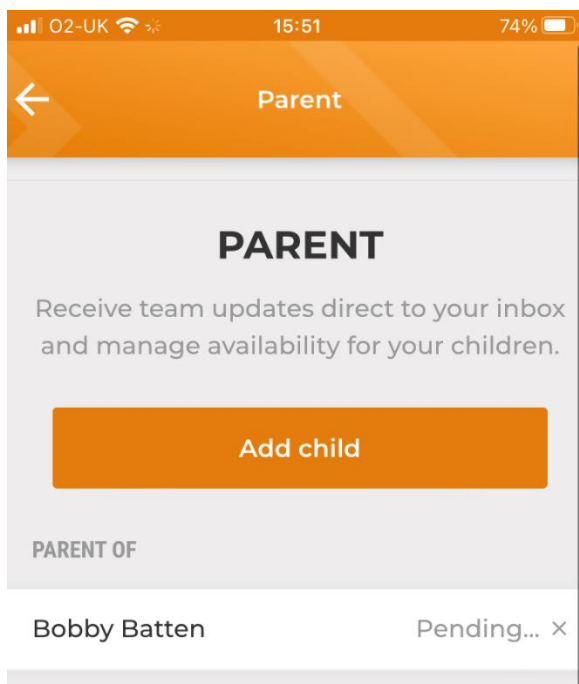 O2-UK 15:51 74%
Parent
PARENT
Receive team updates direct to your inbox
and manage availability for your children.
Add child
PARENT OF
Bobby Batten Pending... ×